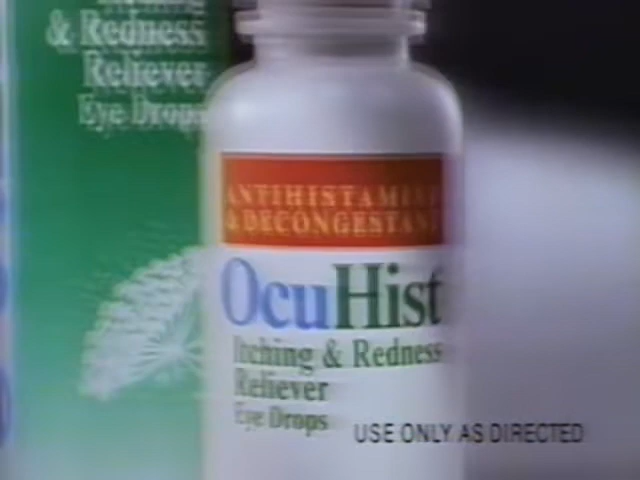 & Redness
Reliever
Eye Drops
ANTIHISTAMINE
& DECONGESTANT
OcuHist
Itching & Redness
Reliever
Eye Drops
USE ONLY AS DIRECTED